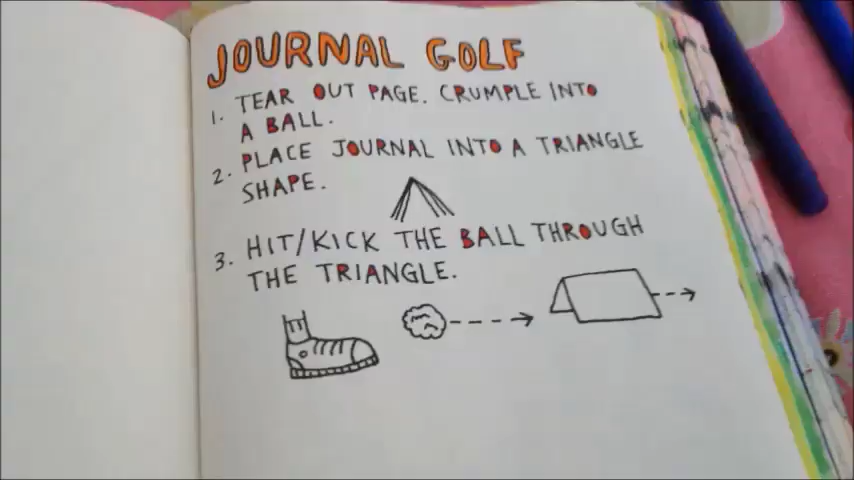 JOURNAL GOLF
1. TEAR OUT PAGE. CRUMPLE INTO
A BALL.
2. PLACE JOURNAL INTO A TRIANGLE
SHAPE.
3. HIT/KICK THE BALL THROUGH
THE TRIANGLE.